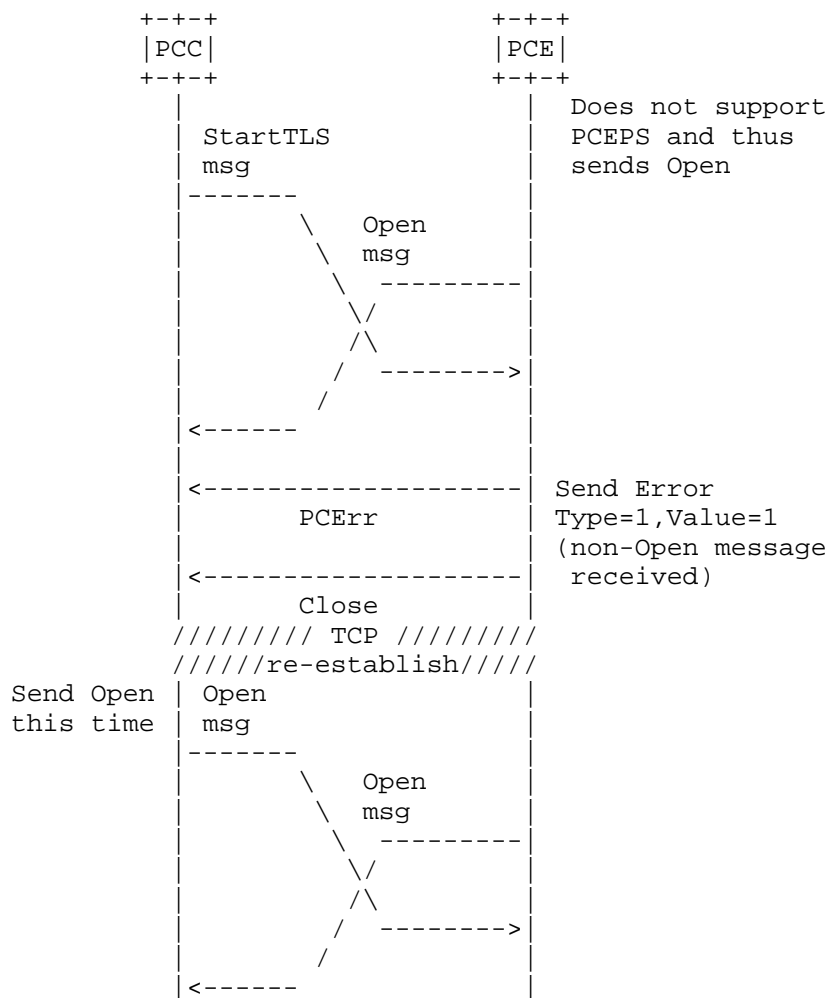 +-+-+ +-+-+
|PCC| |PCE|
+-+-+ +-+-+
| | Does not support
| StartTLS | PCEPS and thus
| msg | sends Open
|------- |
| \ Open |
| \ msg |
| \ ---------|
| \/ |
| /\ |
| / -------->|
| / |
|<------ |
| |
|<--------------------| Send Error
| PCErr | Type=1,Value=1
| | (non-Open message
|<--------------------| received)
| Close |
///////// TCP /////////
//////re-establish/////
Send Open | Open |
this time | msg |
|------- |
| \ Open |
| \ msg |
| \ ---------|
| \/ |
| /\ |
| / -------->|
| / |
|<------ |